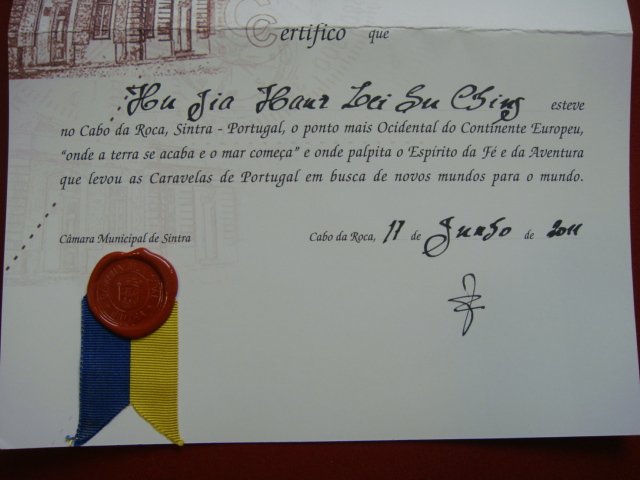 Certifico que
Hu Jia Haur Lei Su Ching esteve
no Cabo da Roca, Sintra - Portugal, o ponto mais Ocidental do Continente Europeu,
“onde a terra se acaba e o mar começa” e onde palpita o Espírito da Fé e da Aventura
que levou as Caravelas de Portugal em busca de novos mundos para o mundo.
Câmara Municipal de Sintra
Cabo da Roca, 17 de Junho de 2011